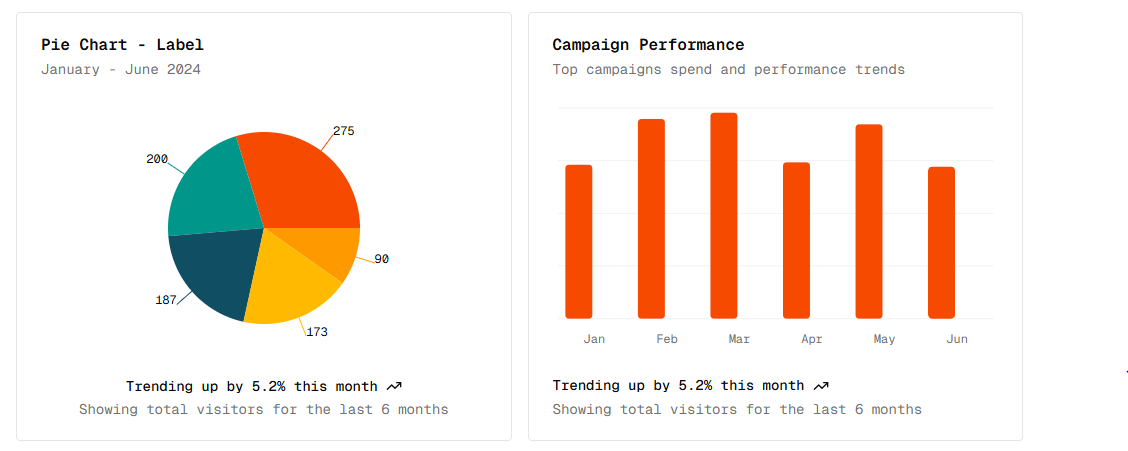 Pie Chart - Label
January - June 2024
275
200
90
187
173
Trending up by 5.2% this month
Showing total visitors for the last 6 months
Campaign Performance
Top campaigns spend and performance trends
Jan Feb Mar Apr May Jun
Trending up by 5.2% this month
Showing total visitors for the last 6 months